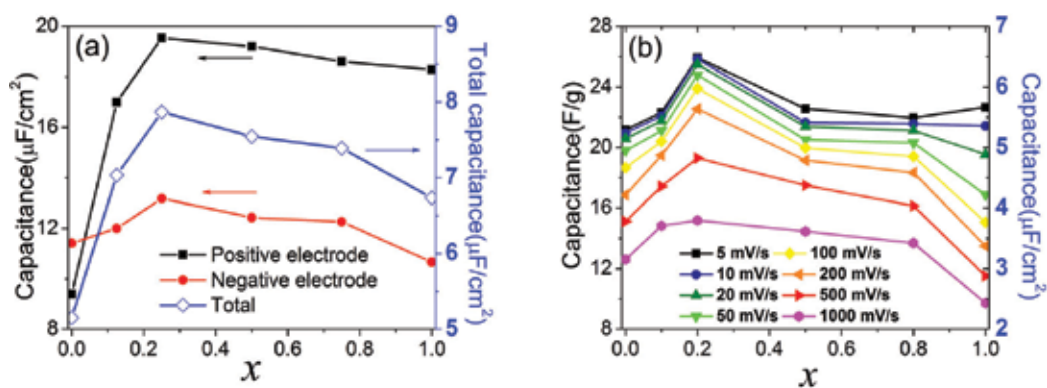 (a)
Capacitance(μF/cm²)
20
16
12
8
Total capacitance(μF/cm²)
9
8
7
6
5
Positive electrode
Negative electrode
Total
0.0 0.2 0.4 0.6 0.8 1.0
x
(b)
Capacitance(F/g)
28
24
20
16
12
8
Capacitance(μF/cm²)
7
6
5
4
3
2
5 mV/s 100 mV/s
10 mV/s 200 mV/s
20 mV/s 500 mV/s
50 mV/s 1000 mV/s
0.0 0.2 0.4 0.6 0.8 1.0
x